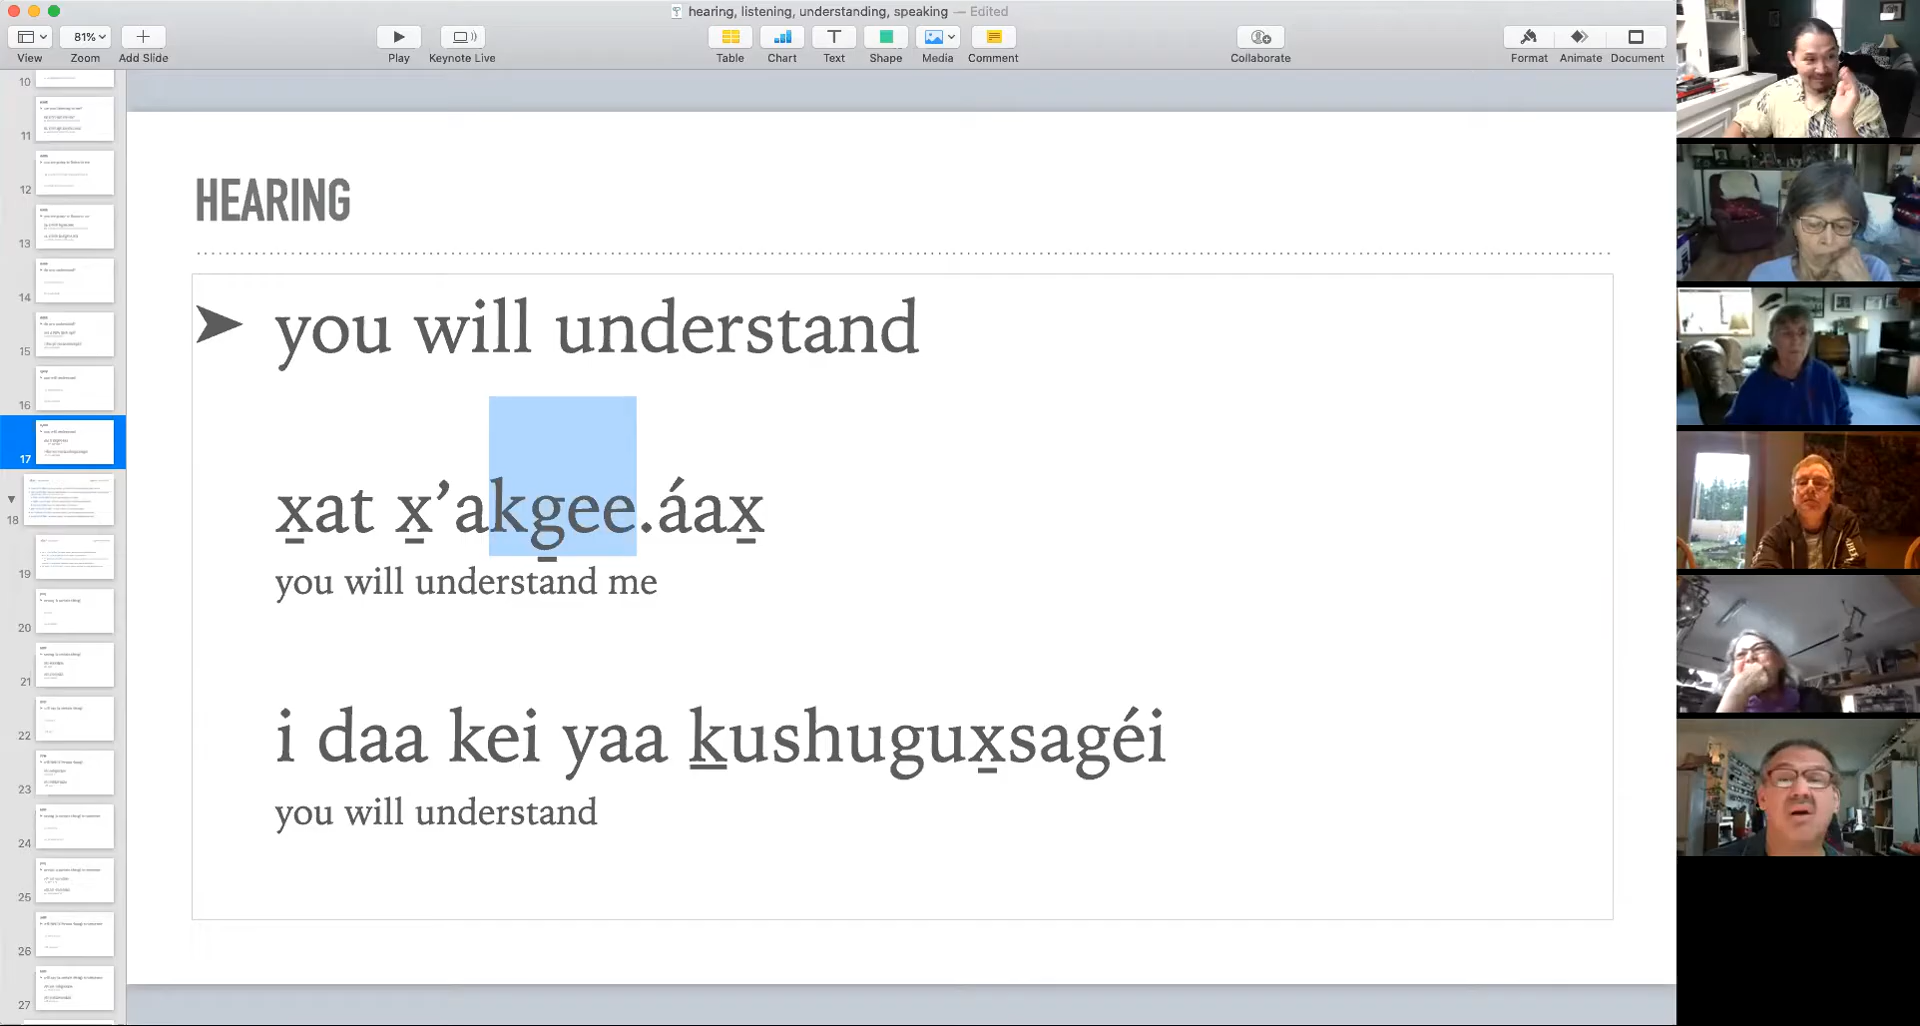 hearing, listening, understanding, speaking — Edited
View
81%
Zoom
Add Slide
Play
Keynote Live
Table
Chart
Text
Shape
Media
Comment
Collaborate
Format
Animate
Document
10
11
12
13
14
15
16
17
18
19
20
21
22
23
24
25
26
27
HEARING
➤ you will understand
x̱at x̱’akg̱ee.áax̱
you will understand me
i daa kei yaa ḵushugux̱sagéi
you will understand